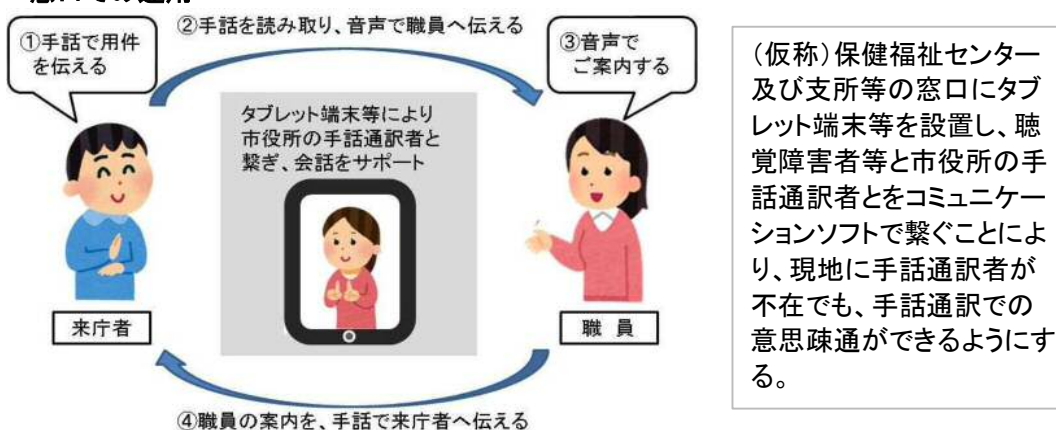 ②手話を読み取り、音声で職員へ伝える
①手話で用件
を伝える
③音声で
ご案内する
タブレット端末等により
市役所の手話通訳者と
繋ぎ、会話をサポート
来庁者
職 員
④職員の案内を、手話で来庁者へ伝える
(仮称)保健福祉センター
及び支所等の窓口にタブ
レット端末等を設置し、聴
覚障害者等と市役所の手
話通訳者とをコミュニケー
ションソフトで繋ぐことによ
り、現地に手話通訳者が
不在でも、手話通訳での
意思疎通ができるようにす
る。